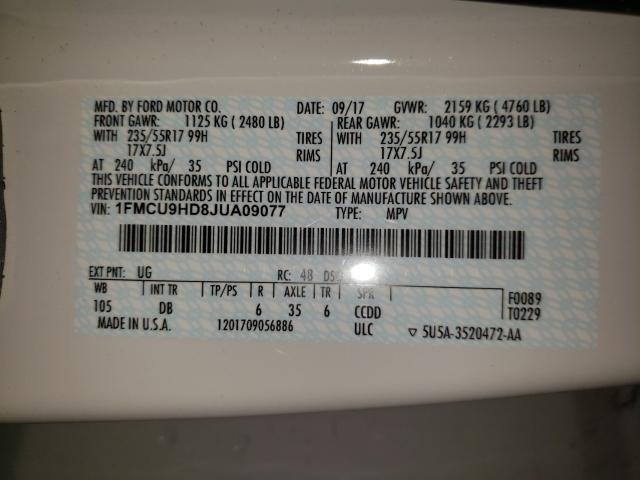 MFD. BY FORD MOTOR CO. DATE: 09/17 GVWR: 2159 KG ( 4760 LB)
FRONT GAWR: 1125 KG ( 2480 LB) REAR GAWR: 1040 KG ( 2293 LB)
WITH 235/55R17 99H TIRES WITH 235/55R17 99H TIRES
17X7.5J RIMS 17X7.5J RIMS
AT 240 kPa/ 35 PSI COLD AT 240 kPa/ 35 PSI COLD
THIS VEHICLE CONFORMS TO ALL APPLICABLE FEDERAL MOTOR VEHICLE SAFETY AND THEFT
PREVENTION STANDARDS IN EFFECT ON THE DATE OF MANUFACTURE SHOWN ABOVE.
VIN: 1FMCU9HD8JUA09077 TYPE: MPV
EXT PNT: UG RC: 48 DSO:
WB INT TR TP/PS R AXLE TR SPR F0089
105 DB 6 35 6 CCDD T0229
MADE IN U.S.A. 1201709056886 ULC ▽ 5U5A-3520472-AA